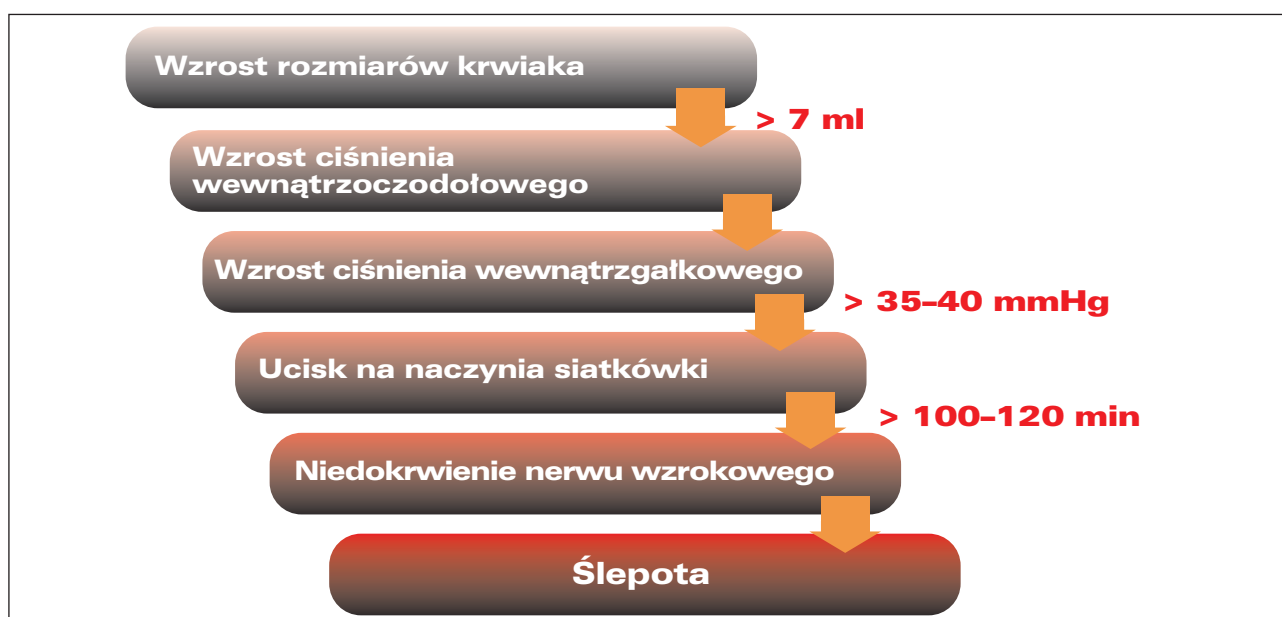 Wzrost rozmiarów krwiaka
> 7 ml
Wzrost ciśnienia
wewnątrzoczodołowego
Wzrost ciśnienia wewnątrzgałkowego
> 35–40 mmHg
Ucisk na naczynia siatkówki
> 100–120 min
Niedokrwienie nerwu wzrokowego
Ślepota